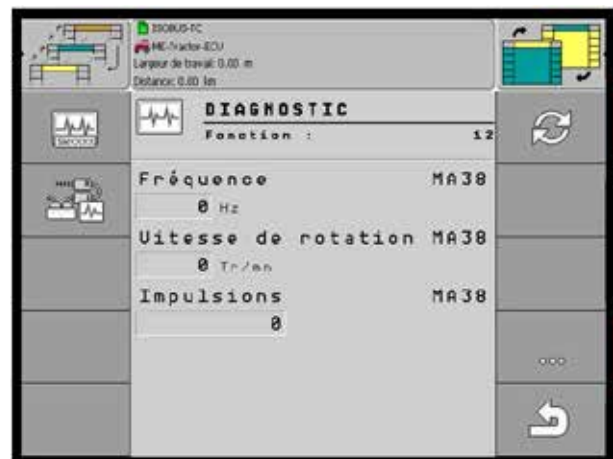 ISOBUS-TC
ME-Tractor-ECU
Largeur de travail: 0.00 m
Distance: 0.00 km
DIAGNOSTIC
Fonction : 12
Fréquence MA38
0 Hz
Vitesse de rotation MA38
0 Tr/mn
Impulsions MA38
0
ooo